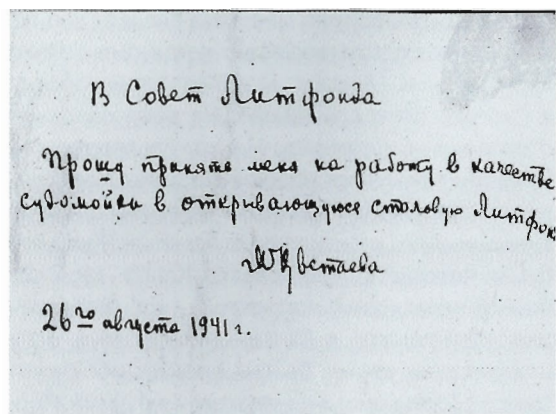 В Совет Литфонда
Прошу принять меня на работу в качестве
судомойки в открывающуюся столовую Литфон
МЦветаева
26го августа 1941 г.